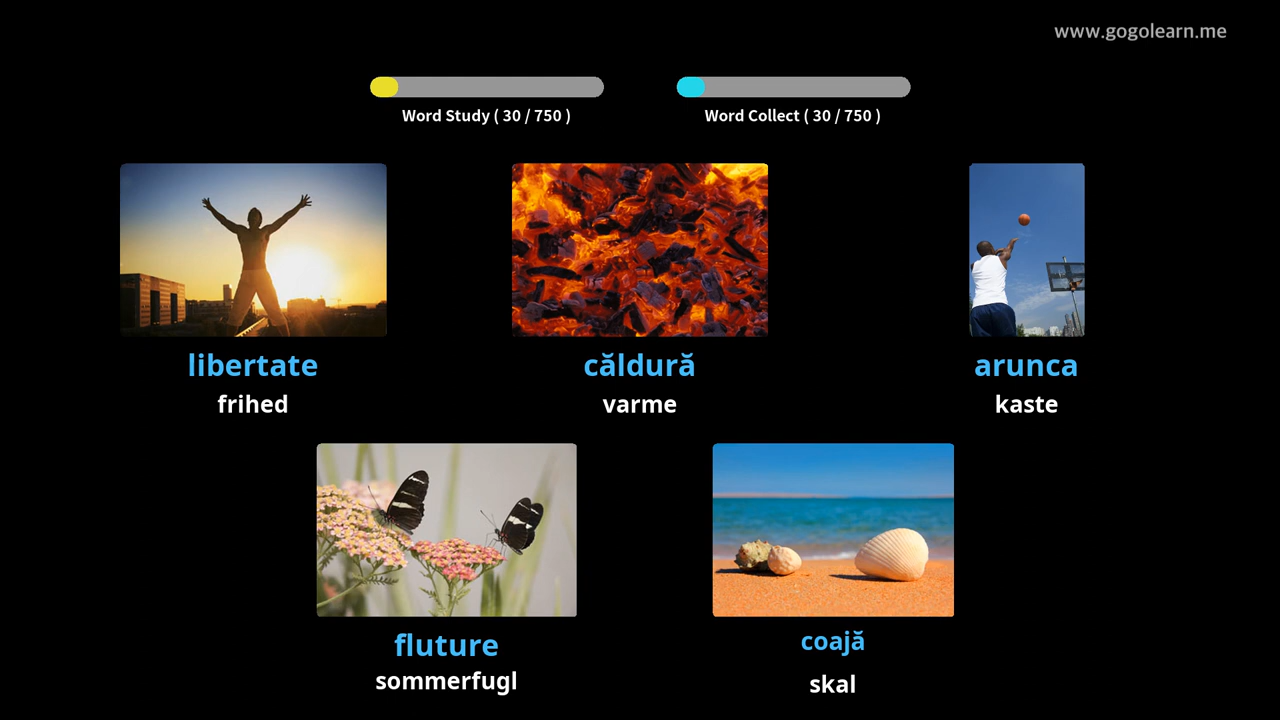 www.gogolearn.me
Word Study ( 30 / 750 )
Word Collect ( 30 / 750 )
libertate
frihed
căldură
varme
arunca
kaste
fluture
sommerfugl
coajă
skal